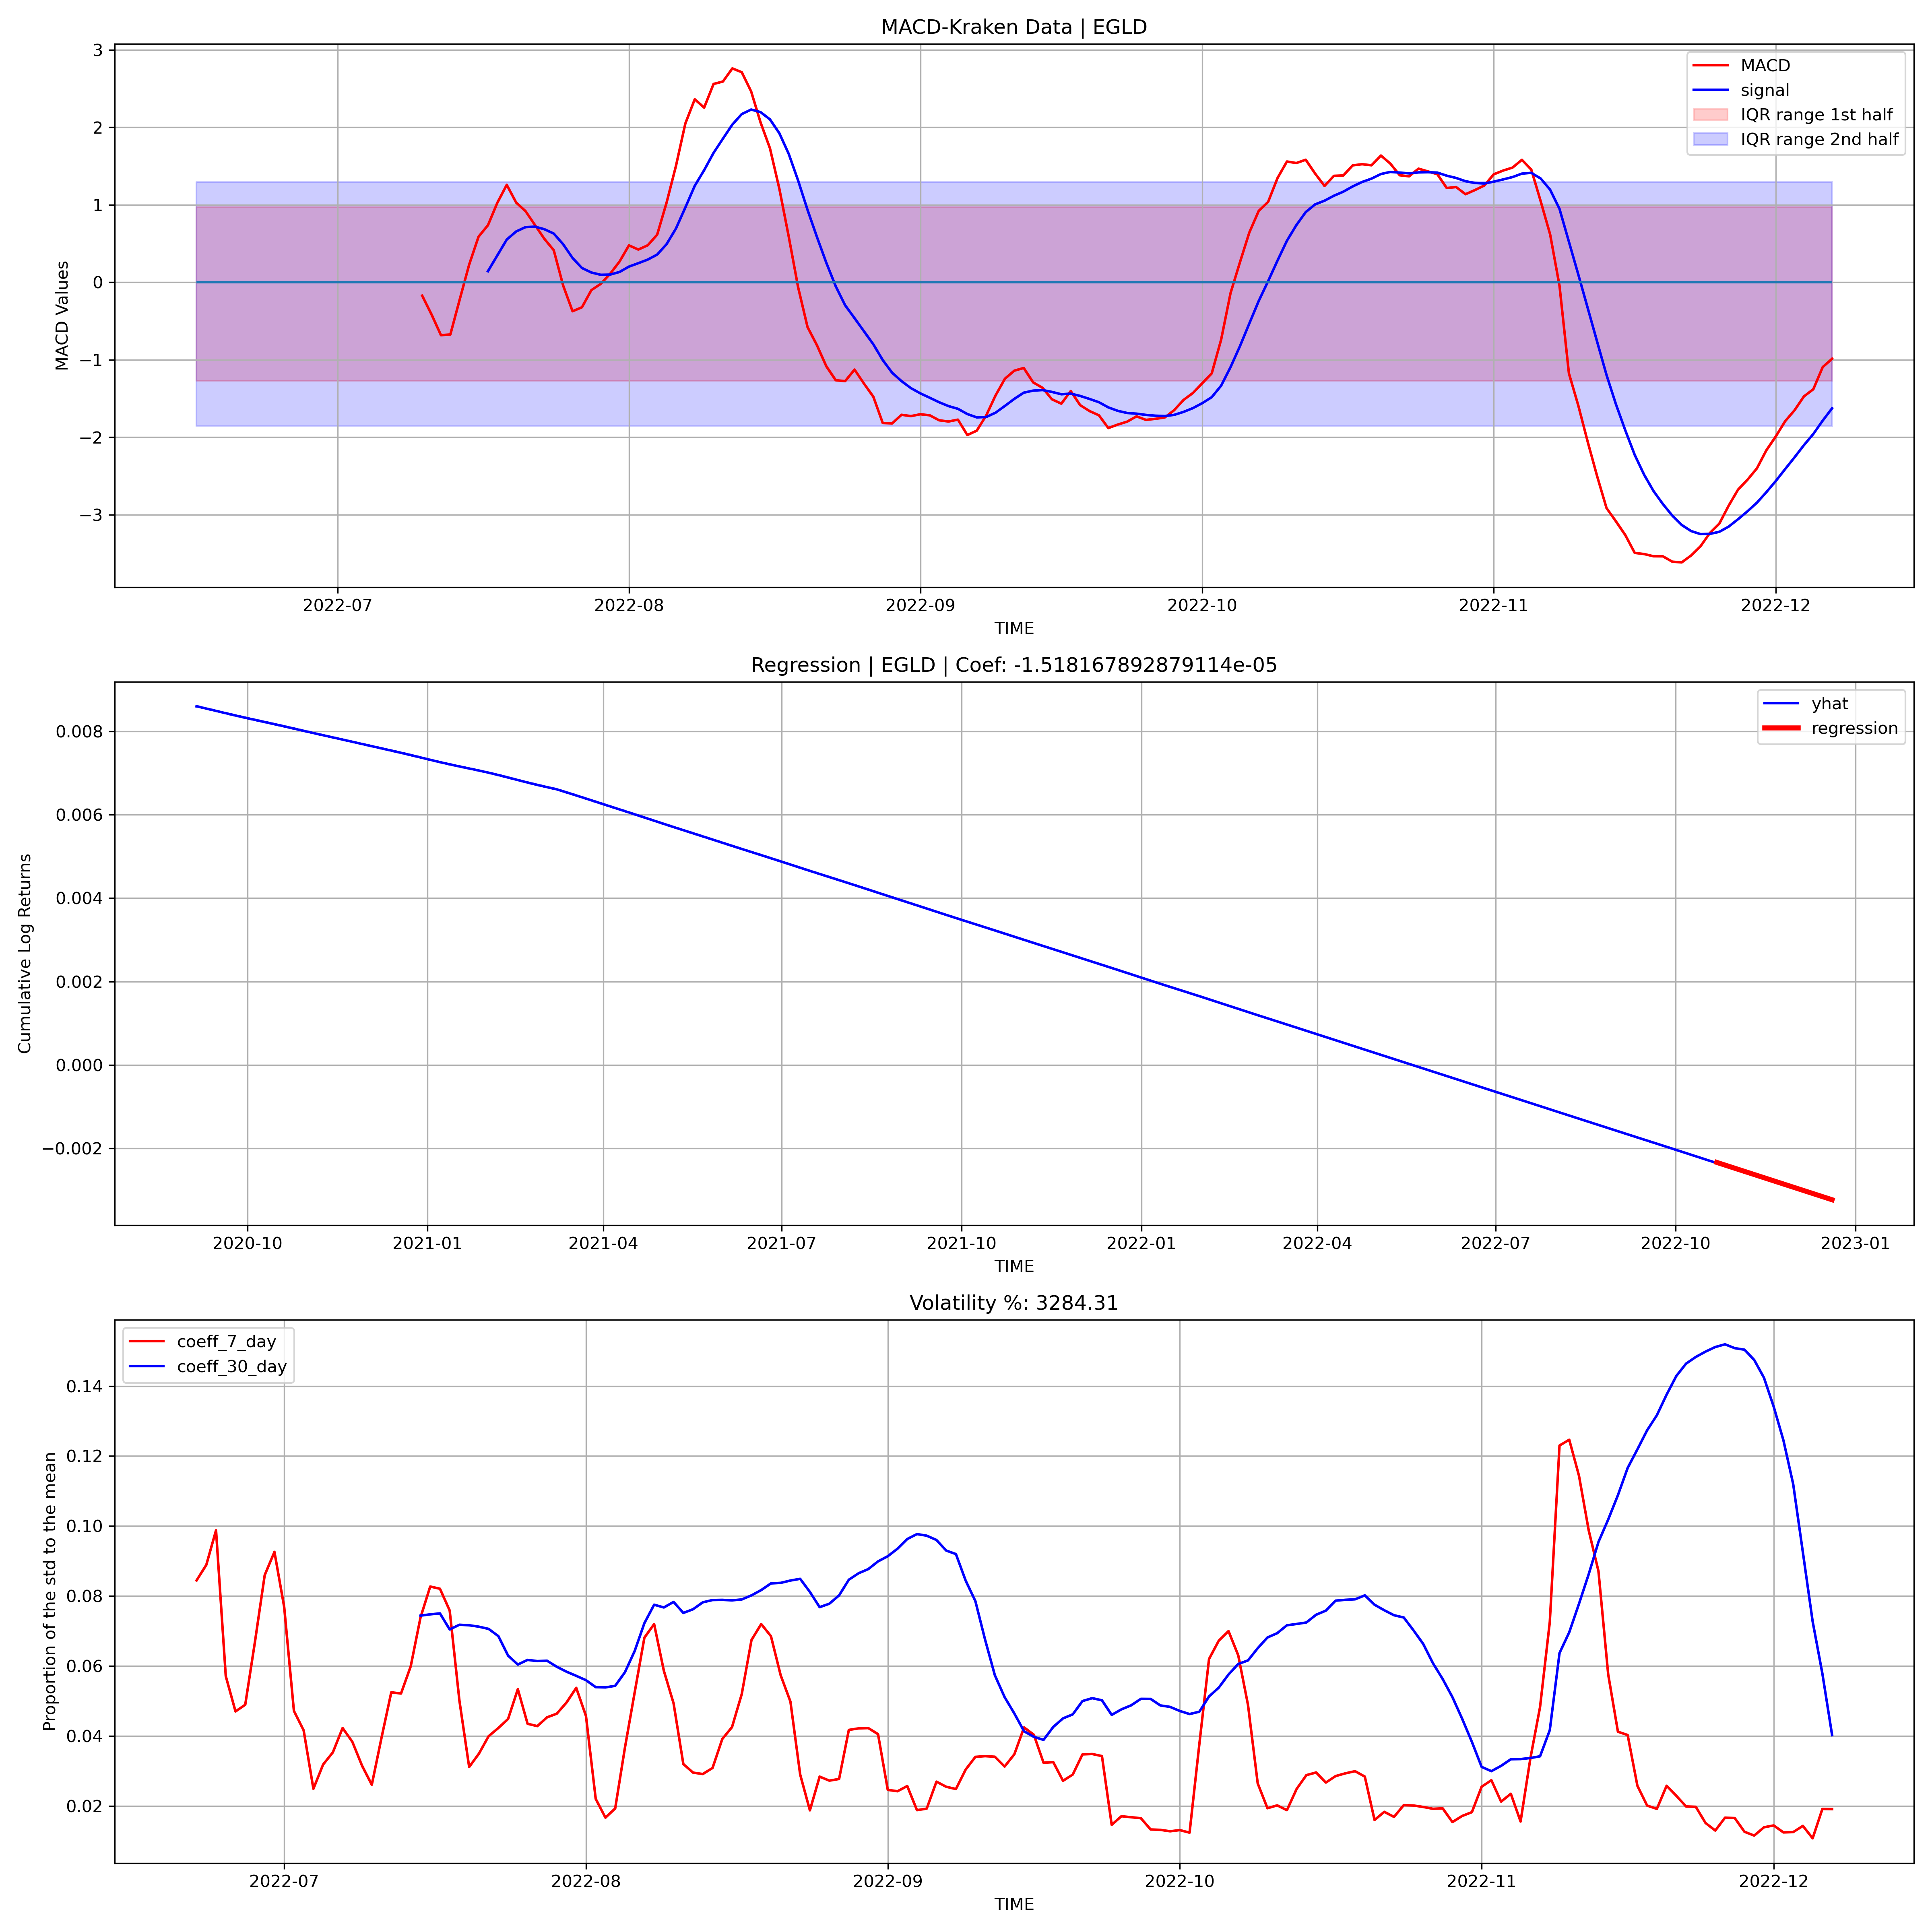 MACD-Kraken Data | EGLD
MACD
signal
IQR range 1st half
IQR range 2nd half
MACD Values
3
2
1
0
−1
−2
−3
2022-07
2022-08
2022-09
2022-10
2022-11
2022-12
TIME
Regression | EGLD | Coef: -1.518167892879114e-05
yhat
regression
Cumulative Log Returns
0.008
0.006
0.004
0.002
0.000
−0.002
2020-10
2021-01
2021-04
2021-07
2021-10
2022-01
2022-04
2022-07
2022-10
2023-01
TIME
Volatility %: 3284.31
coeff_7_day
coeff_30_day
Proportion of the std to the mean
0.14
0.12
0.10
0.08
0.06
0.04
0.02
2022-07
2022-08
2022-09
2022-10
2022-11
2022-12
TIME